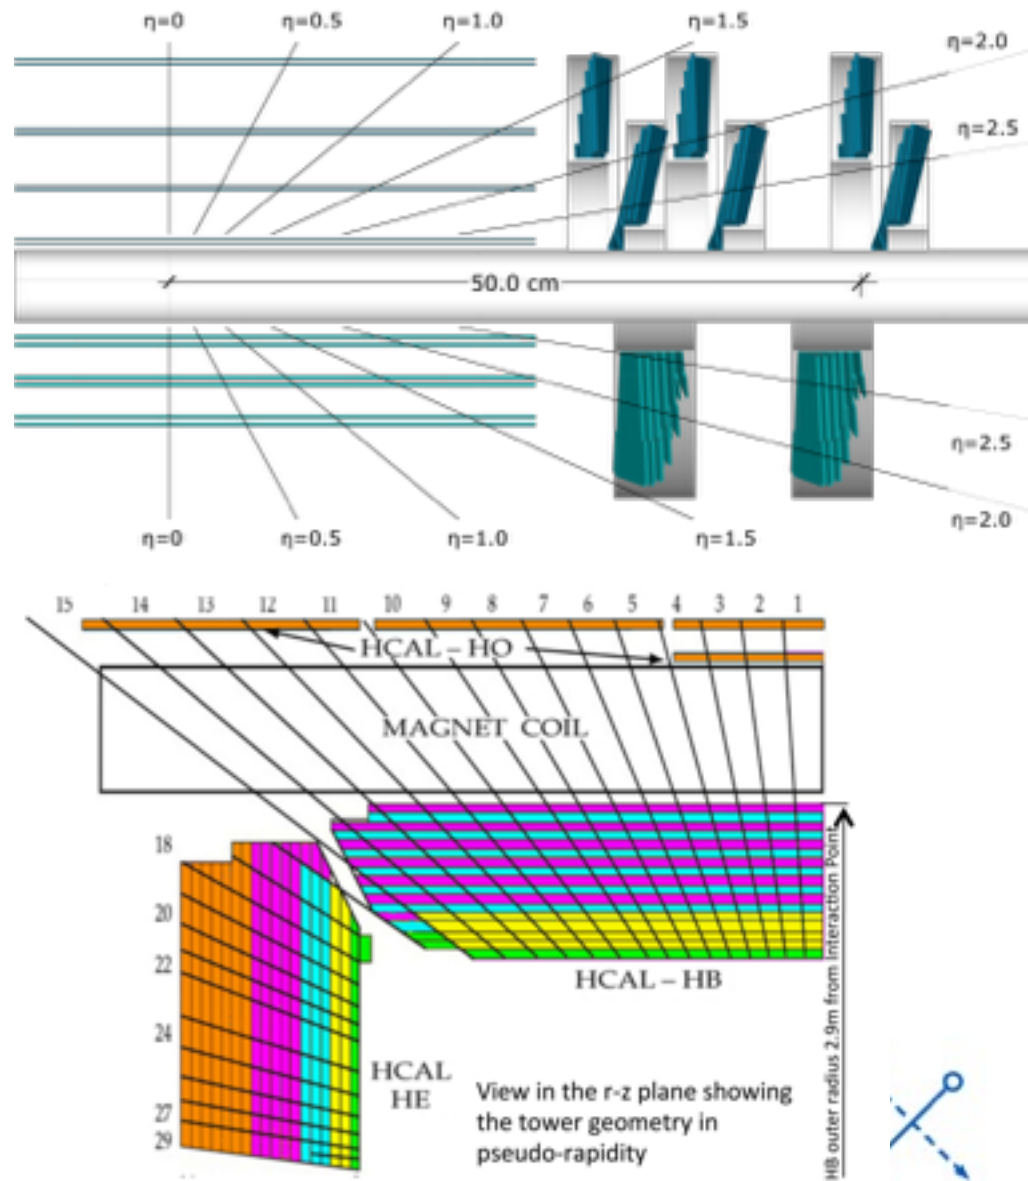 η=0 η=0.5 η=1.0 η=1.5
η=2.0
η=2.5
50.0 cm
η=2.5
η=2.0
η=0 η=0.5 η=1.0 η=1.5
15 14 13 12 11 10 9 8 7 6 5 4 3 2 1
HCAL – HO
MAGNET COIL
18
20
22
24
27
29
HCAL – HB
HCAL
HE
View in the r-z plane showing
the tower geometry in
pseudo-rapidity
HB outer radius 2.9m from Interaction Point